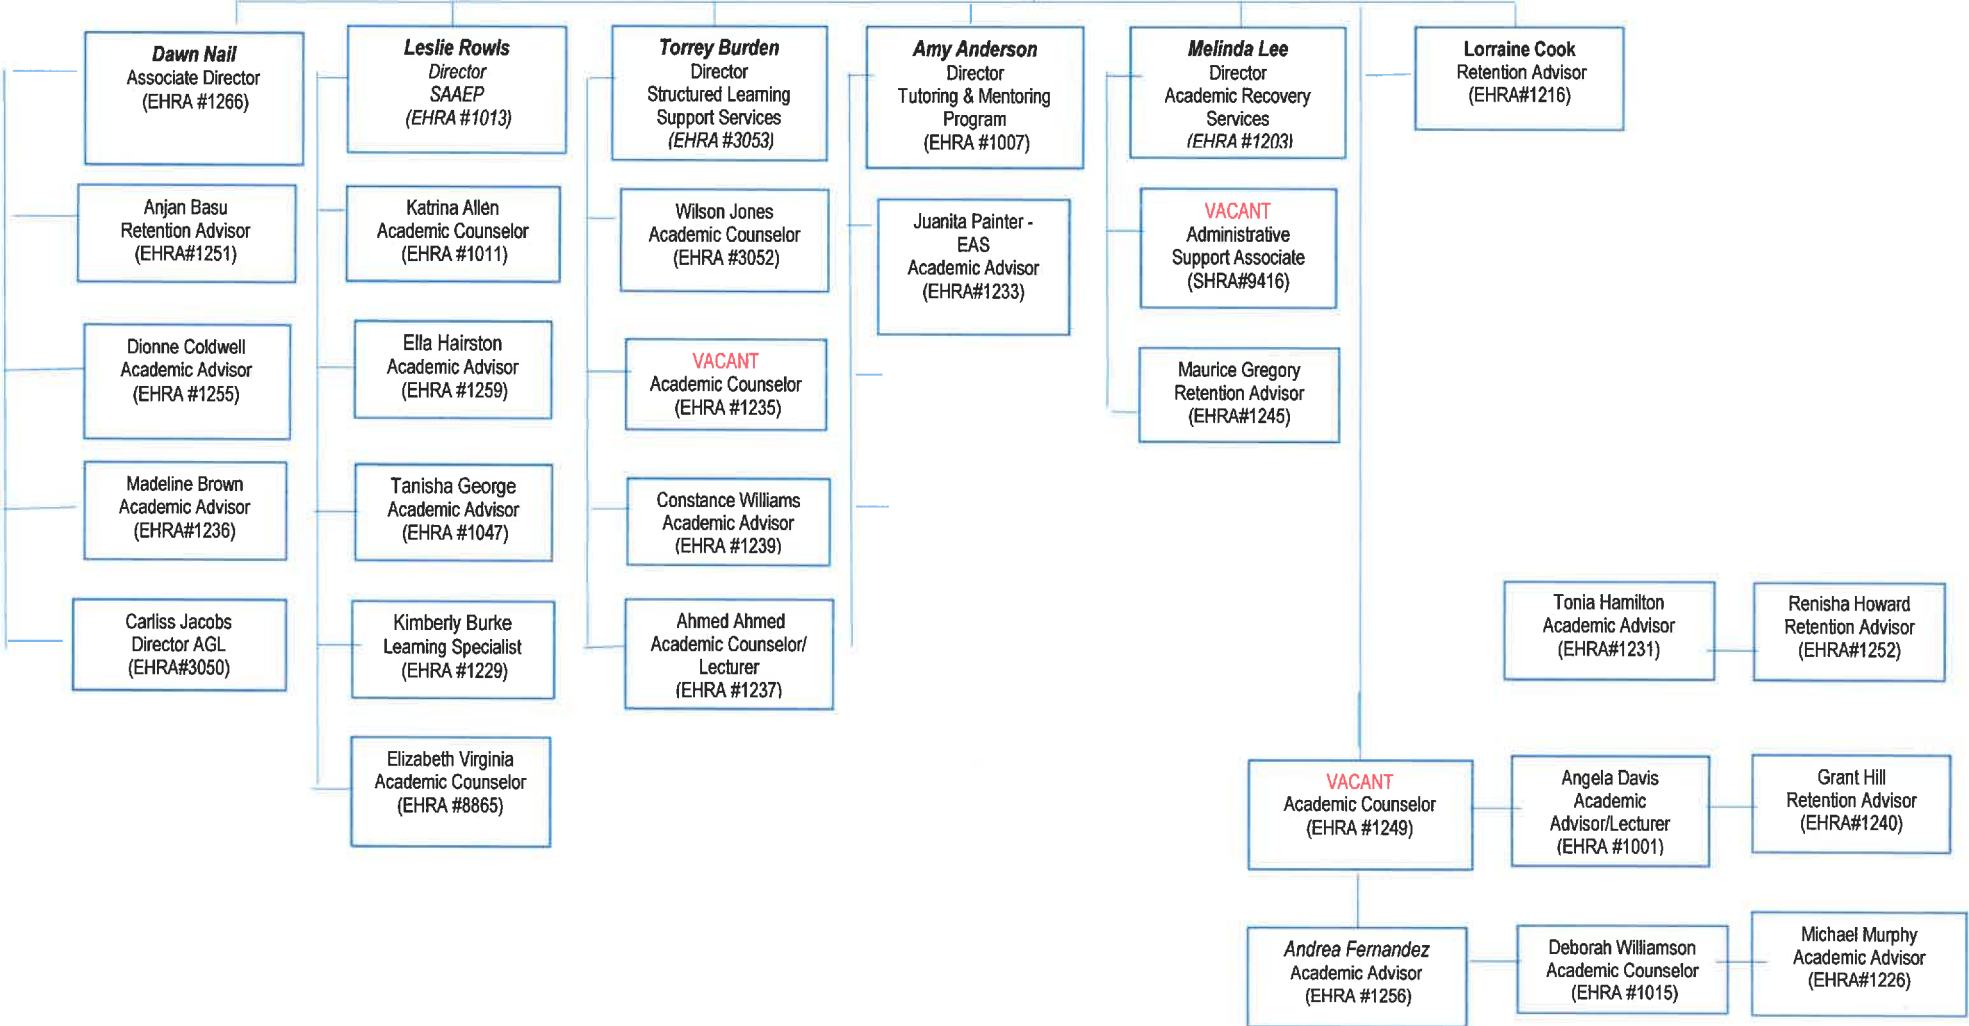 Dawn Nail
Associate Director
(EHRA #1266)
Leslie Rowls
Director
SAAEP
(EHRA #1013)
Torrey Burden
Director
Structured Learning
Support Services
(EHRA #3053)
Amy Anderson
Director
Tutoring & Mentoring
Program
(EHRA #1007)
Melinda Lee
Director
Academic Recovery
Services
(EHRA #1203)
Lorraine Cook
Retention Advisor
(EHRA#1216)
Anjan Basu
Retention Advisor
(EHRA#1251)
Katrina Allen
Academic Counselor
(EHRA #1011)
Wilson Jones
Academic Counselor
(EHRA #3052)
Juanita Painter -
EAS
Academic Advisor
(EHRA#1233)
VACANT
Administrative
Support Associate
(SHRA#9416)
Dionne Coldwell
Academic Advisor
(EHRA #1255)
Ella Hairston
Academic Advisor
(EHRA #1259)
VACANT
Academic Counselor
(EHRA #1235)
Maurice Gregory
Retention Advisor
(EHRA#1245)
Madeline Brown
Academic Advisor
(EHRA#1236)
Tanisha George
Academic Advisor
(EHRA #1047)
Constance Williams
Academic Advisor
(EHRA #1239)
Carliss Jacobs
Director AGL
(EHRA#3050)
Kimberly Burke
Learning Specialist
(EHRA #1229)
Ahmed Ahmed
Academic Counselor/
Lecturer
(EHRA #1237)
Tonia Hamilton
Academic Advisor
(EHRA#1231)
Renisha Howard
Retention Advisor
(EHRA#1252)
Elizabeth Virginia
Academic Counselor
(EHRA #8865)
VACANT
Academic Counselor
(EHRA #1249)
Angela Davis
Academic
Advisor/Lecturer
(EHRA #1001)
Grant Hill
Retention Advisor
(EHRA#1240)
Andrea Fernandez
Academic Advisor
(EHRA #1256)
Deborah Williamson
Academic Counselor
(EHRA #1015)
Michael Murphy
Academic Advisor
(EHRA#1226)